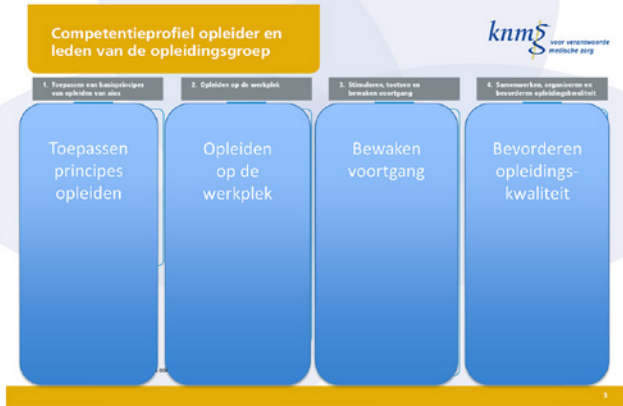 Competentieprofiel opleider en
leden van de opleidingsgroep
knmg
voor verantwoorde
medische zorg
1. Toepassen van basisprincipes
van opleiden van aios
2. Opleiden op de werkplek
3. Stimuleren, toetsen en
bewaken voortgang
4. Samenwerken, organiseren en
bevorderen opleidingskwaliteit
Toepassen
principes
opleiden
Opleiden
op de
werkplek
Bewaken
voortgang
Bevorderen
opleidings-
kwaliteit
3